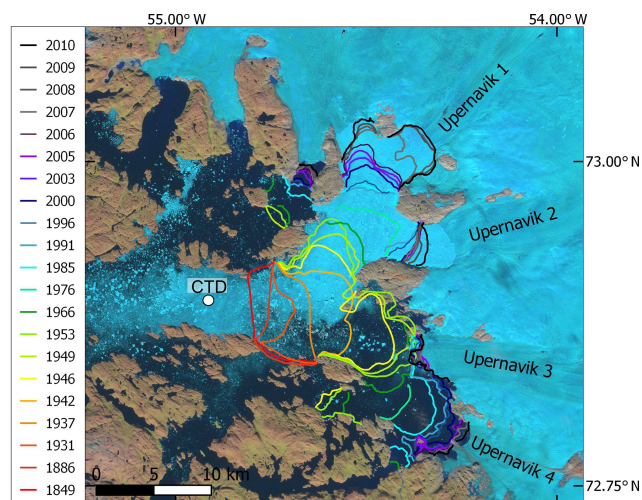 55.00° W
54.00° W
2010
2009
2008
2007
2006
2005
2003
2000
1996
1991
1985
1976
1966
1953
1949
1946
1942
1937
1931
1886
1849
Upernavik 1
73.00° N
Upernavik 2
CTD
Upernavik 3
Upernavik 4
0 5 10 km
72.75° N